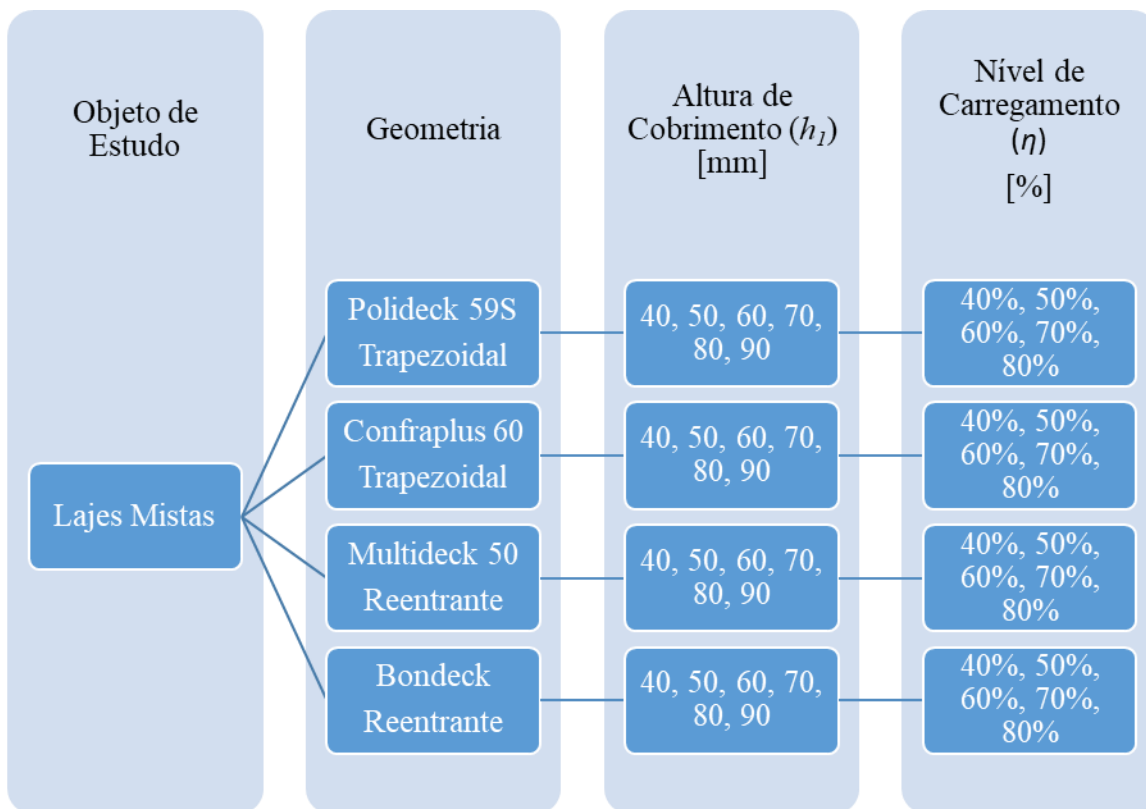 Objeto de
Estudo
Geometria
Altura de
Cobrimento (h1)
[mm]
Nível de
Carregamento
(η)
[%]
Lajes Mistas
Polideck 59S
Trapezoidal
40, 50, 60, 70,
80, 90
40%, 50%,
60%, 70%,
80%
Confraplus 60
Trapezoidal
40, 50, 60, 70,
80, 90
40%, 50%,
60%, 70%,
80%
Multideck 50
Reentrante
40, 50, 60, 70,
80, 90
40%, 50%,
60%, 70%,
80%
Bondeck
Reentrante
40, 50, 60, 70,
80, 90
40%, 50%,
60%, 70%,
80%